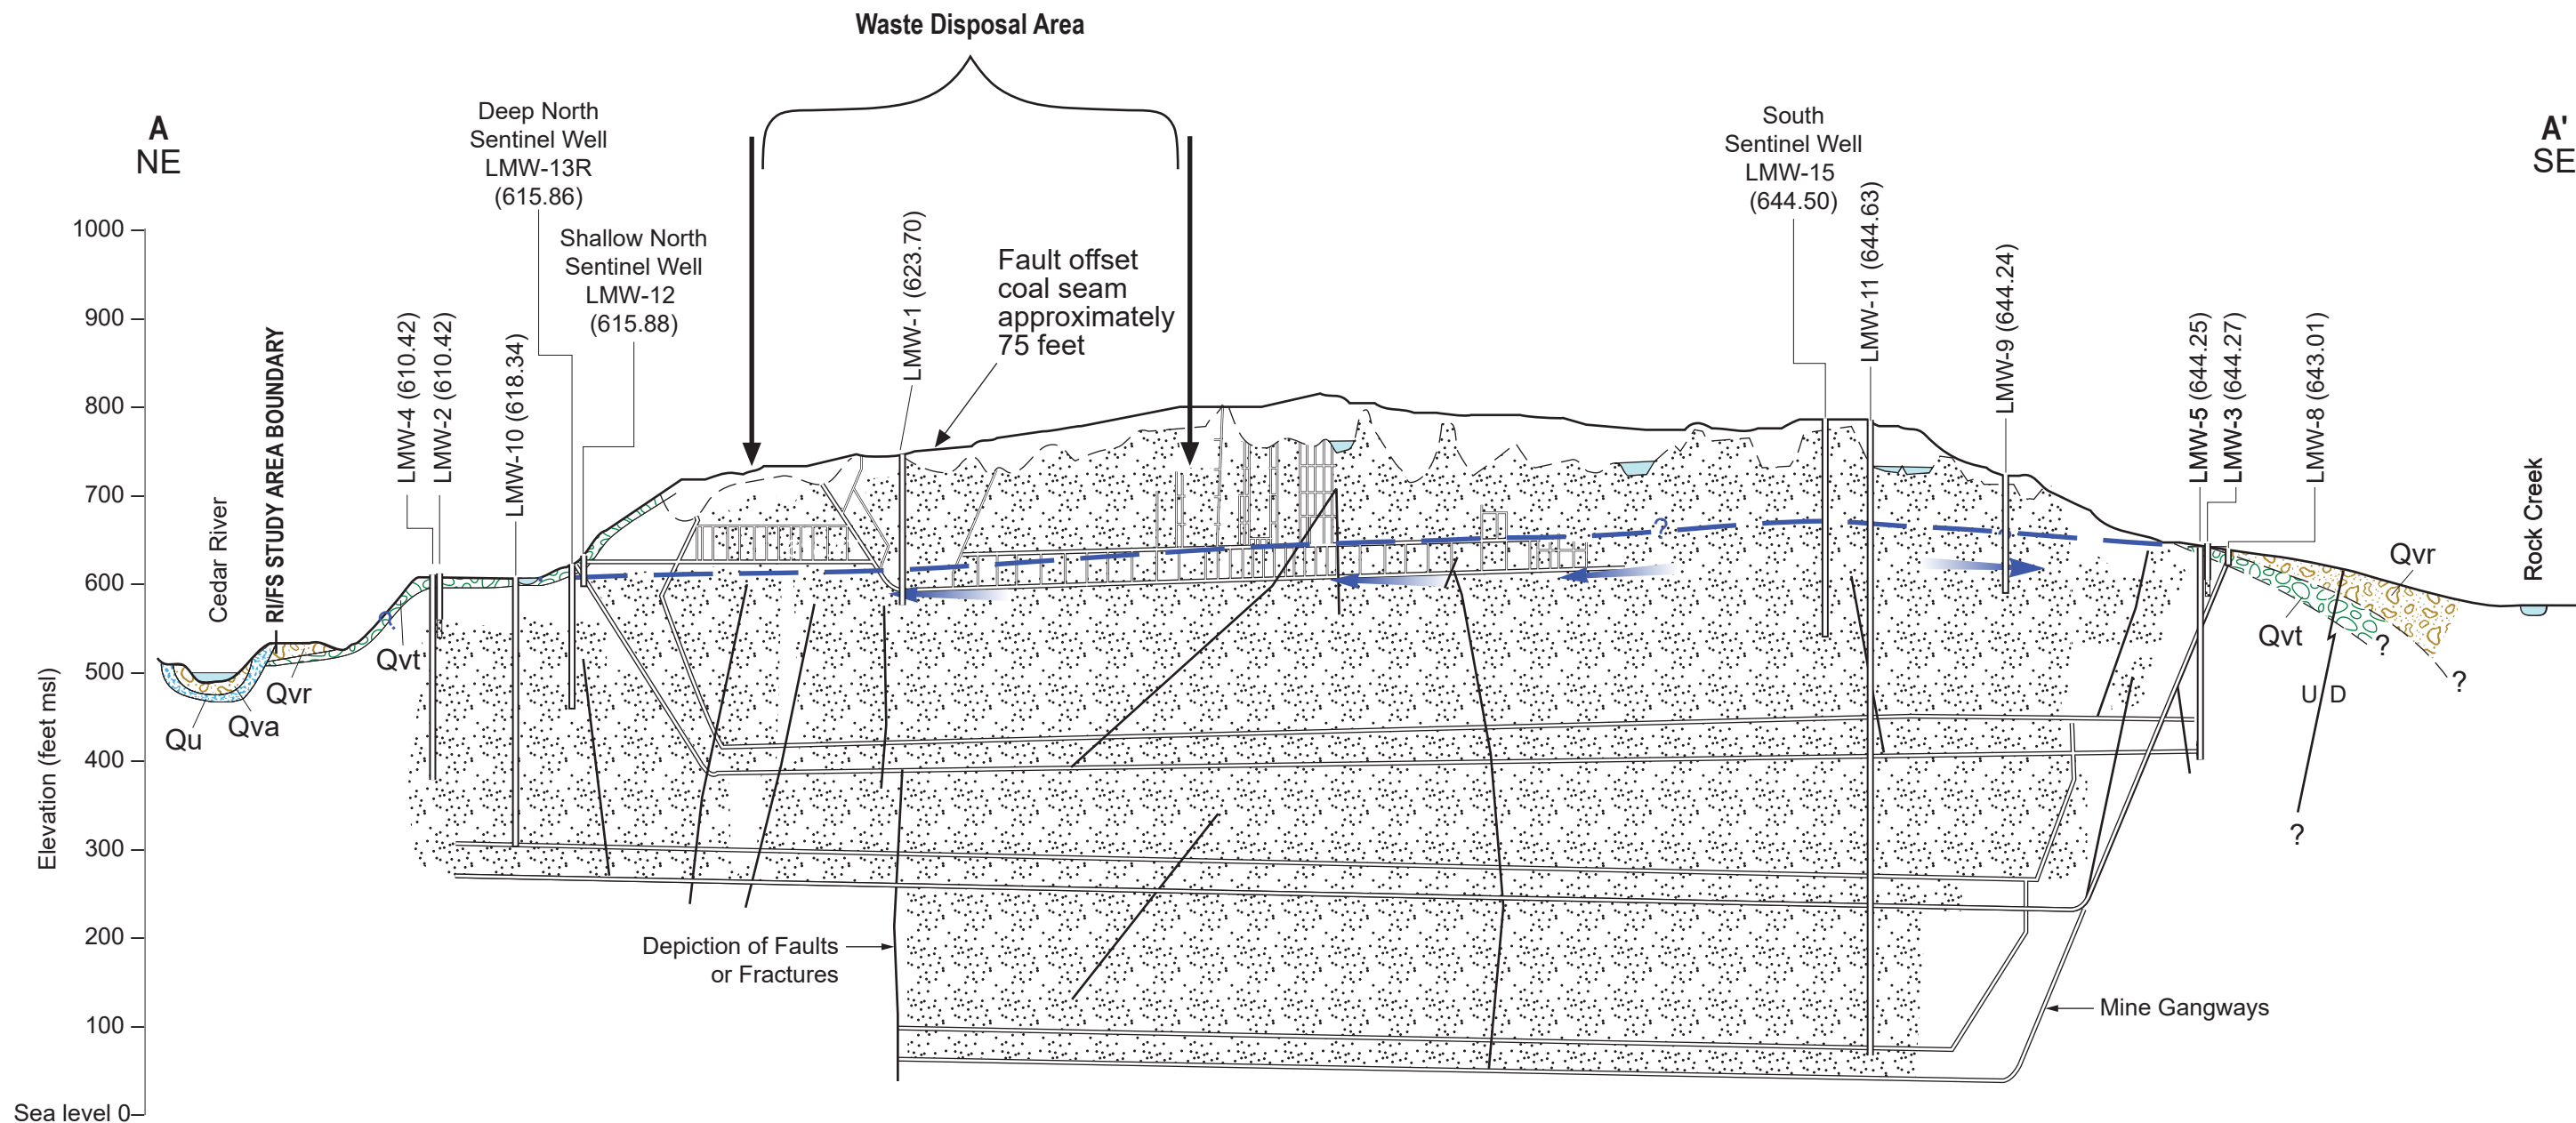 Waste Disposal Area
A
NE
A'
SE
Deep North
Sentinel Well
LMW-13R
(615.86)
Shallow North
Sentinel Well
LMW-12
(615.88)
South
Sentinel Well
LMW-15
(644.50)
Fault offset
coal seam
approximately
75 feet
Cedar River
RI/FS STUDY AREA BOUNDARY
LMW-4 (610.42)
LMW-2 (610.42)
LMW-10 (618.34)
LMW-1 (623.70)
LMW-11 (644.63)
LMW-9 (644.24)
LMW-5 (644.25)
LMW-3 (644.27)
LMW-8 (643.01)
Rock Creek
Elevation (feet msl)
1000
900
800
700
600
500
400
300
200
100
Sea level 0
?
?
Qvt
Qvr
Qva
Qu
Qvr
Qvt
?
?
U
D
?
Depiction of Faults
or Fractures
Mine Gangways